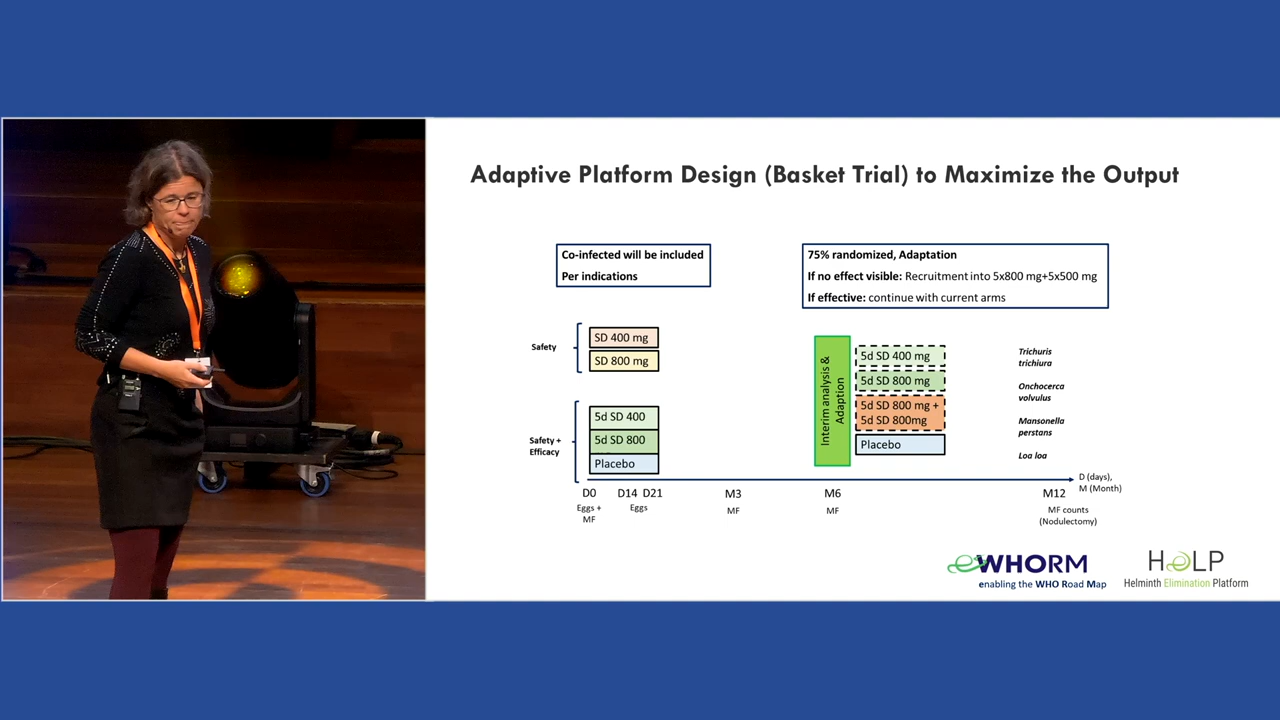 Adaptive Platform Design (Basket Trial) to Maximize the Output
Co-infected will be included
Per indications
75% randomized, Adaptation
If no effect visible: Recruitment into 5x800 mg+5x500 mg
If effective: continue with current arms
Safety
SD 400 mg
SD 800 mg
Safety +
Efficacy
5d SD 400
5d SD 800
Placebo
Interim analysis &
Adaption
5d SD 400 mg
5d SD 800 mg
5d SD 800 mg +
5d SD 800mg
Placebo
Trichuris
trichiura
Onchocerca
volvulus
Mansonella
perstans
Loa loa
D0
Eggs +
MF
D14 D21
Eggs
M3
MF
M6
MF
M12
MF counts
(Nodulectomy)
D (days),
M (Month)
eWHORM
enabling the WHO Road Map
HeLP
Helminth Elimination Platform